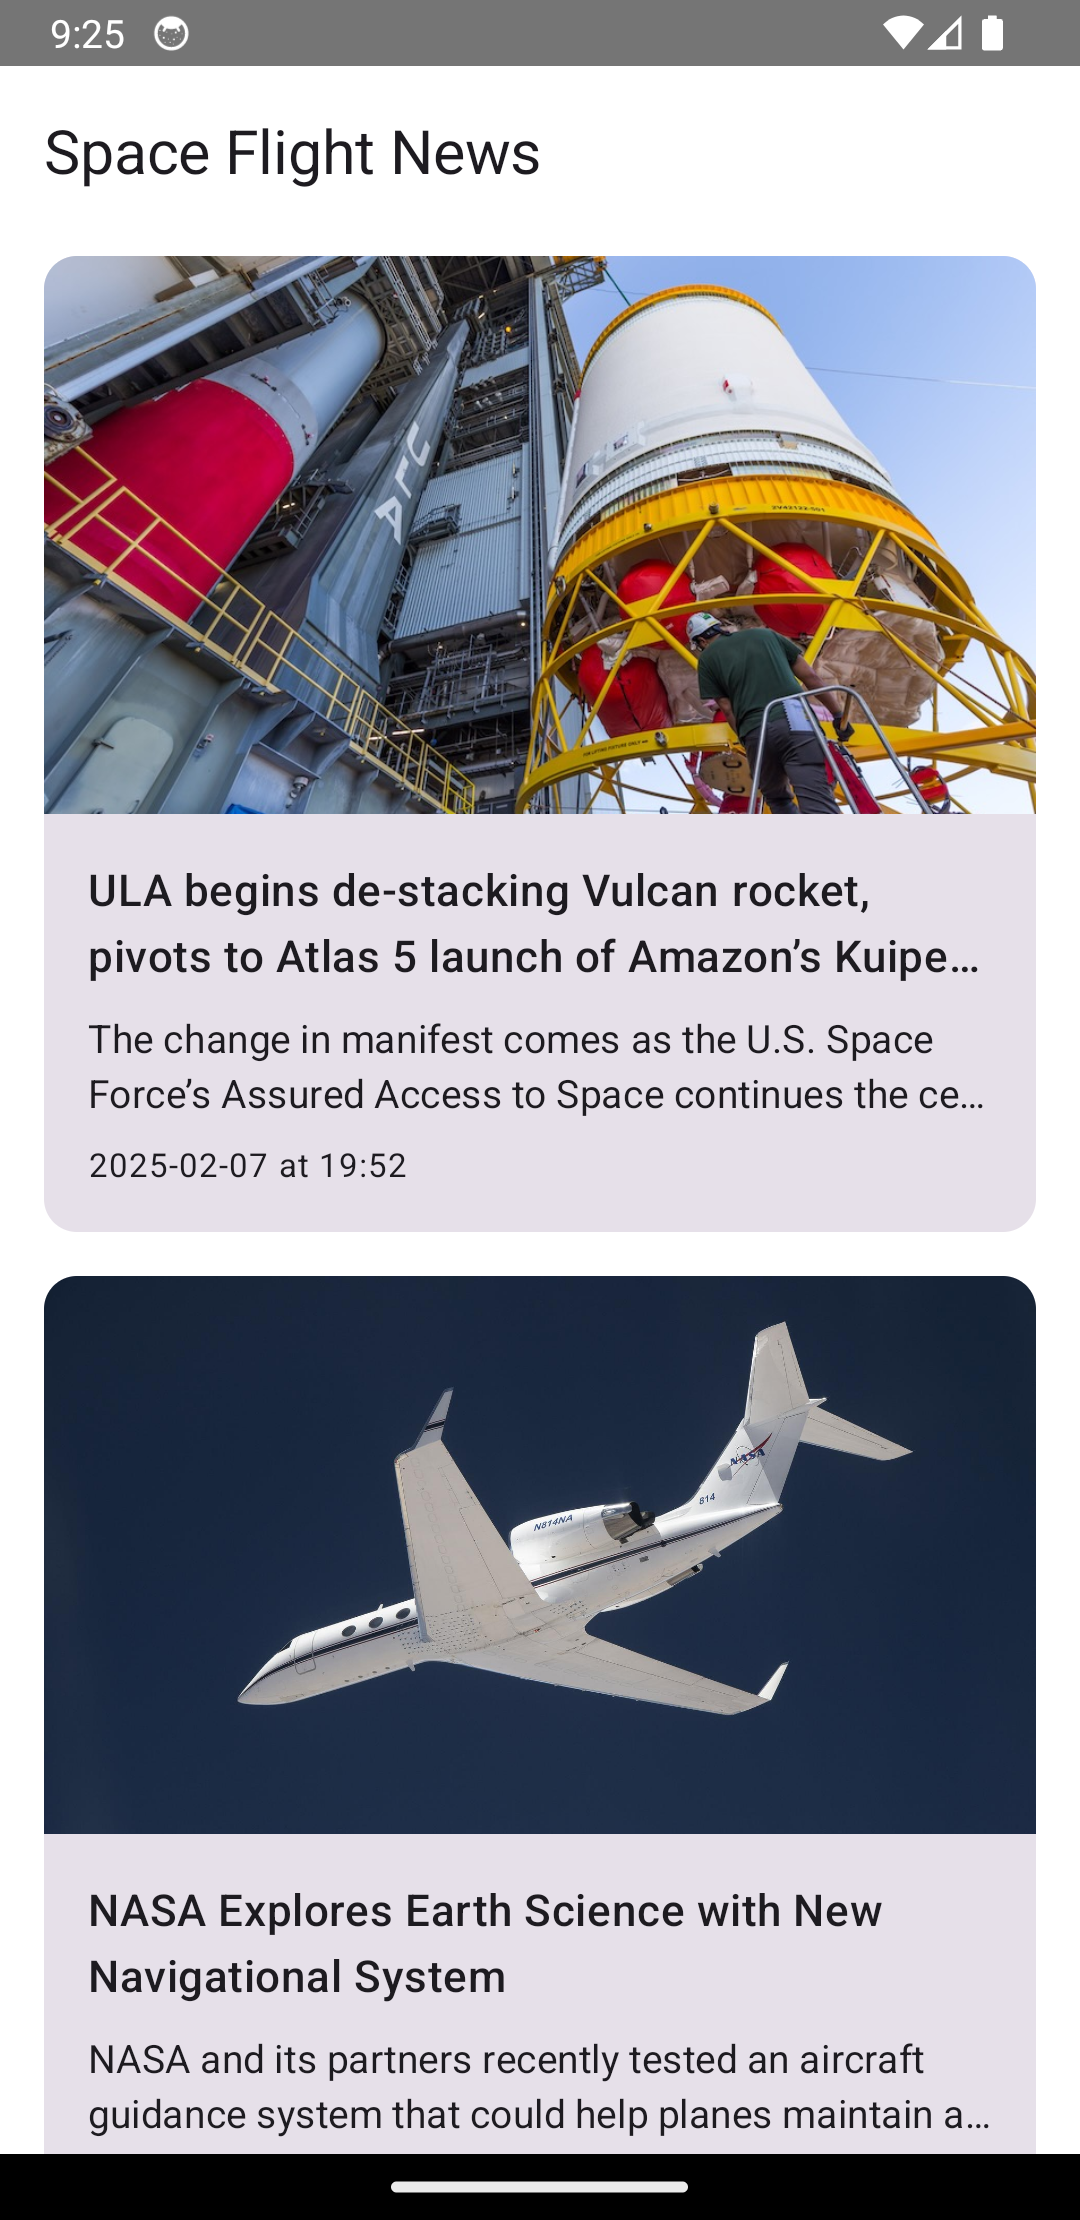 9:25
Space Flight News
ULA begins de-stacking Vulcan rocket,
pivots to Atlas 5 launch of Amazon’s Kuipe…
The change in manifest comes as the U.S. Space
Force’s Assured Access to Space continues the ce…
2025-02-07 at 19:52
NASA
814
N814NA
NASA Explores Earth Science with New
Navigational System
NASA and its partners recently tested an aircraft
guidance system that could help planes maintain a…